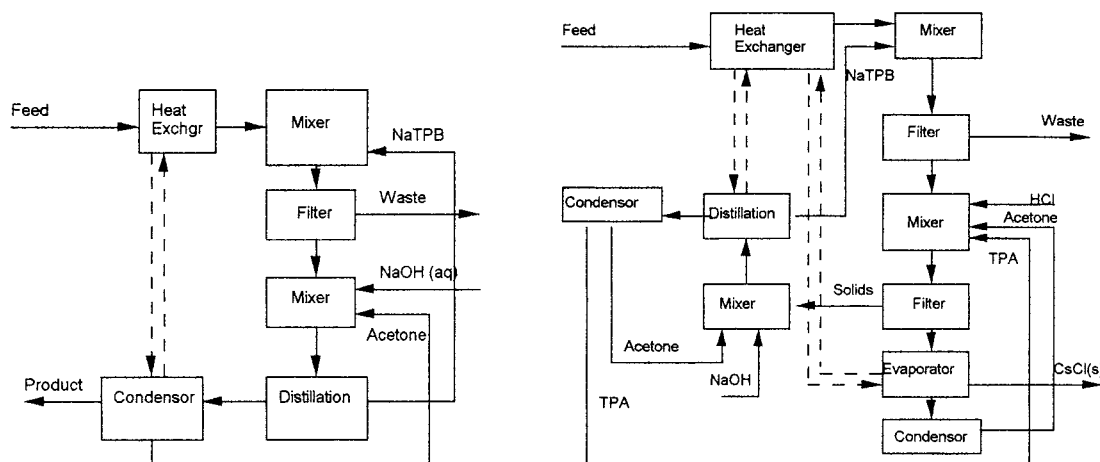 Feed
Heat
Exchgr
Mixer
NaTPB
Filter
Waste
Mixer
NaOH (aq)
Acetone
Product
Condensor
Distillation
Feed
Heat
Exchanger
Mixer
NaTPB
Filter
Waste
Condensor
Distillation
Mixer
HCl
Acetone
TPA
Mixer
Solids
Filter
Acetone
NaOH
Evaporator
CsCl(s
TPA
Condensor